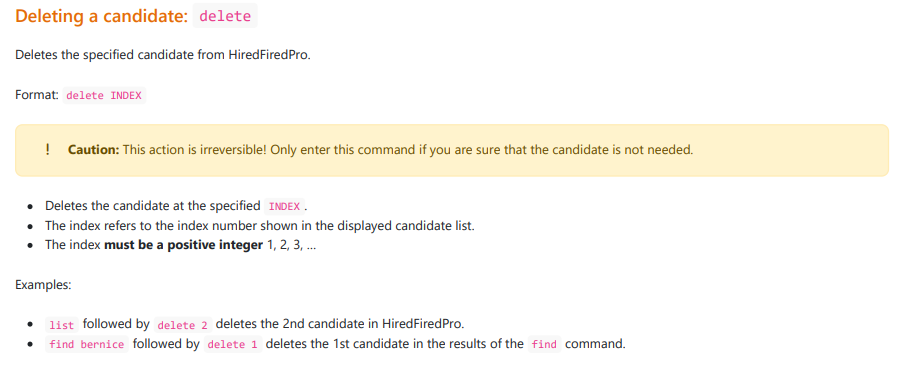 Deleting a candidate: delete
Deletes the specified candidate from HiredFiredPro.
Format: delete INDEX
! Caution: This action is irreversible! Only enter this command if you are sure that the candidate is not needed.
• Deletes the candidate at the specified INDEX.
• The index refers to the index number shown in the displayed candidate list.
• The index must be a positive integer 1, 2, 3, ...
Examples:
• list followed by delete 2 deletes the 2nd candidate in HiredFiredPro.
• find bernice followed by delete 1 deletes the 1st candidate in the results of the find command.